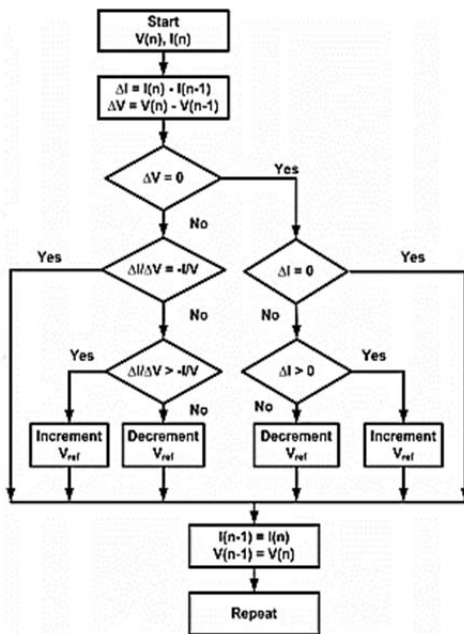 Start
V(n), I(n)
ΔI = I(n) - I(n-1)
ΔV = V(n) - V(n-1)
ΔV = 0
Yes
No
Yes
ΔI/ΔV = -I/V
ΔI = 0
Yes
No
No
Yes
ΔI/ΔV > -I/V
ΔI > 0
Yes
No
No
Increment
Vref
Decrement
Vref
Decrement
Vref
Increment
Vref
I(n-1) = I(n)
V(n-1) = V(n)
Repeat